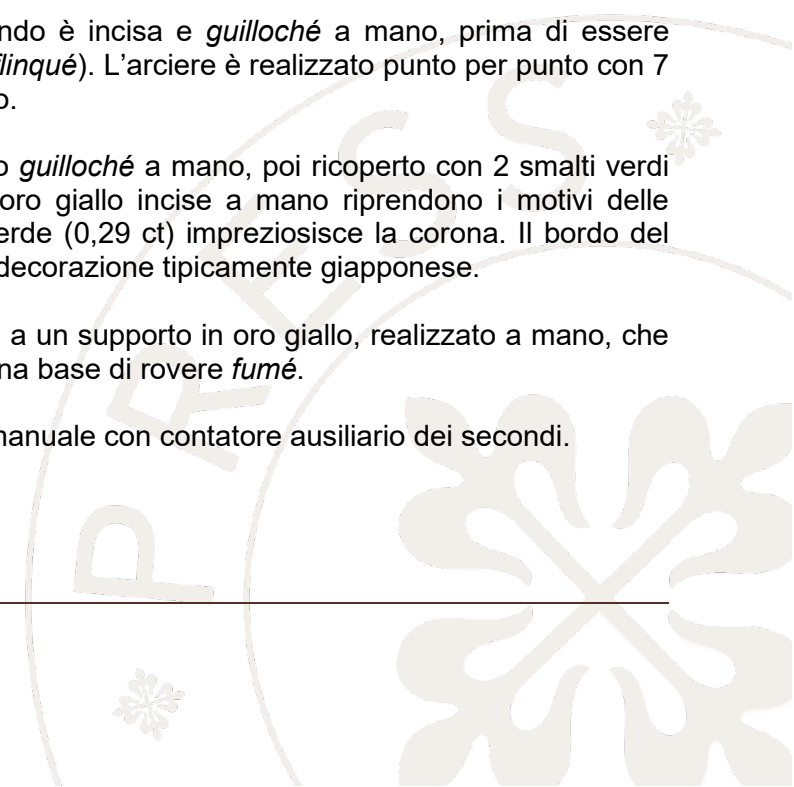 ndo è incisa e guilloché a mano, prima di essere
flinqué). L'arciere è realizzato punto per punto con 7
o.
o guilloché a mano, poi ricoperto con 2 smalti verdi
oro giallo incise a mano riprendono i motivi delle
erde (0,29 ct) impreziosisce la corona. Il bordo del
decorazione tipicamente giapponese.
a un supporto in oro giallo, realizzato a mano, che
na base di rovere fumé.
manuale con contatore ausiliario dei secondi.
PRESS